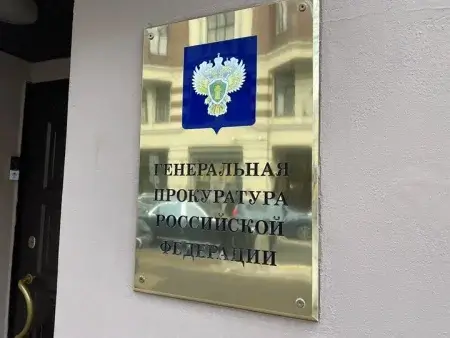 ГЕНЕРАЛЬНАЯ
ПРОКУРАТУРА
РОССИЙСКОЙ
ФЕДЕРАЦИИ